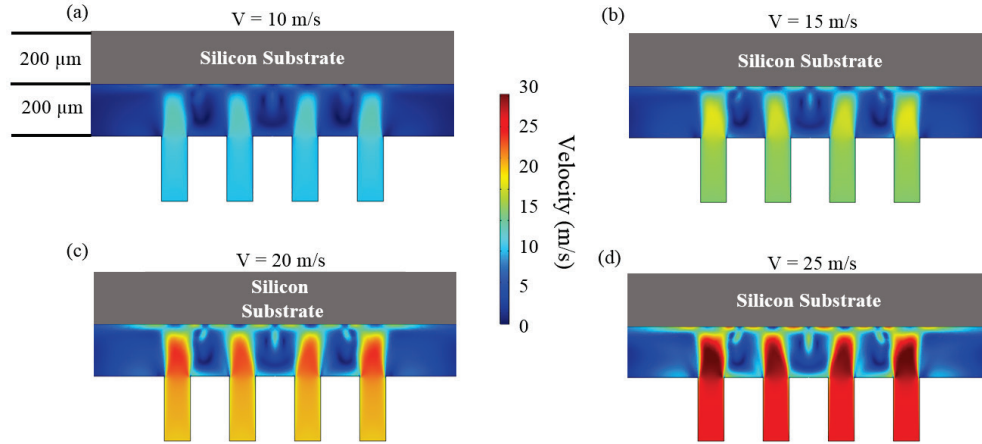 (a)
V = 10 m/s
200 µm
Silicon Substrate
200 µm
(b)
V = 15 m/s
Silicon Substrate
30
25
20
15
10
5
0
Velocity (m/s)
(c)
V = 20 m/s
Silicon
Substrate
(d)
V = 25 m/s
Silicon Substrate